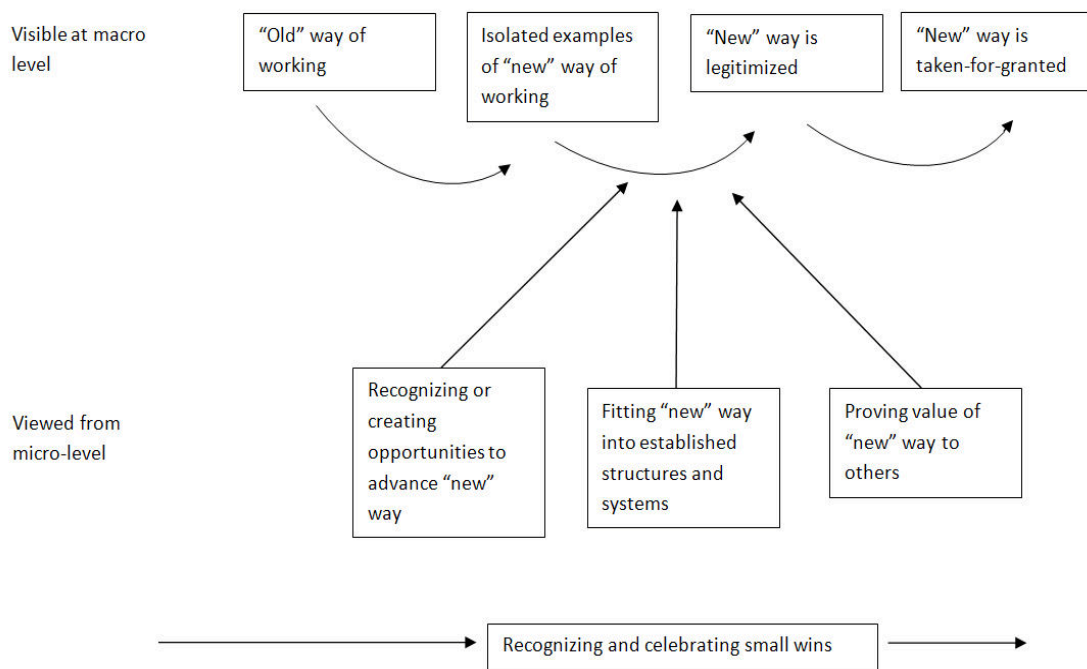 Visible at macro
level
“Old” way of
working
Isolated examples
of “new” way of
working
“New” way is
legitimized
“New” way is
taken-for-granted
Viewed from
micro-level
Recognizing or
creating
opportunities to
advance “new”
way
Fitting “new” way
into established
structures and
systems
Proving value of
“new” way to
others
Recognizing and celebrating small wins